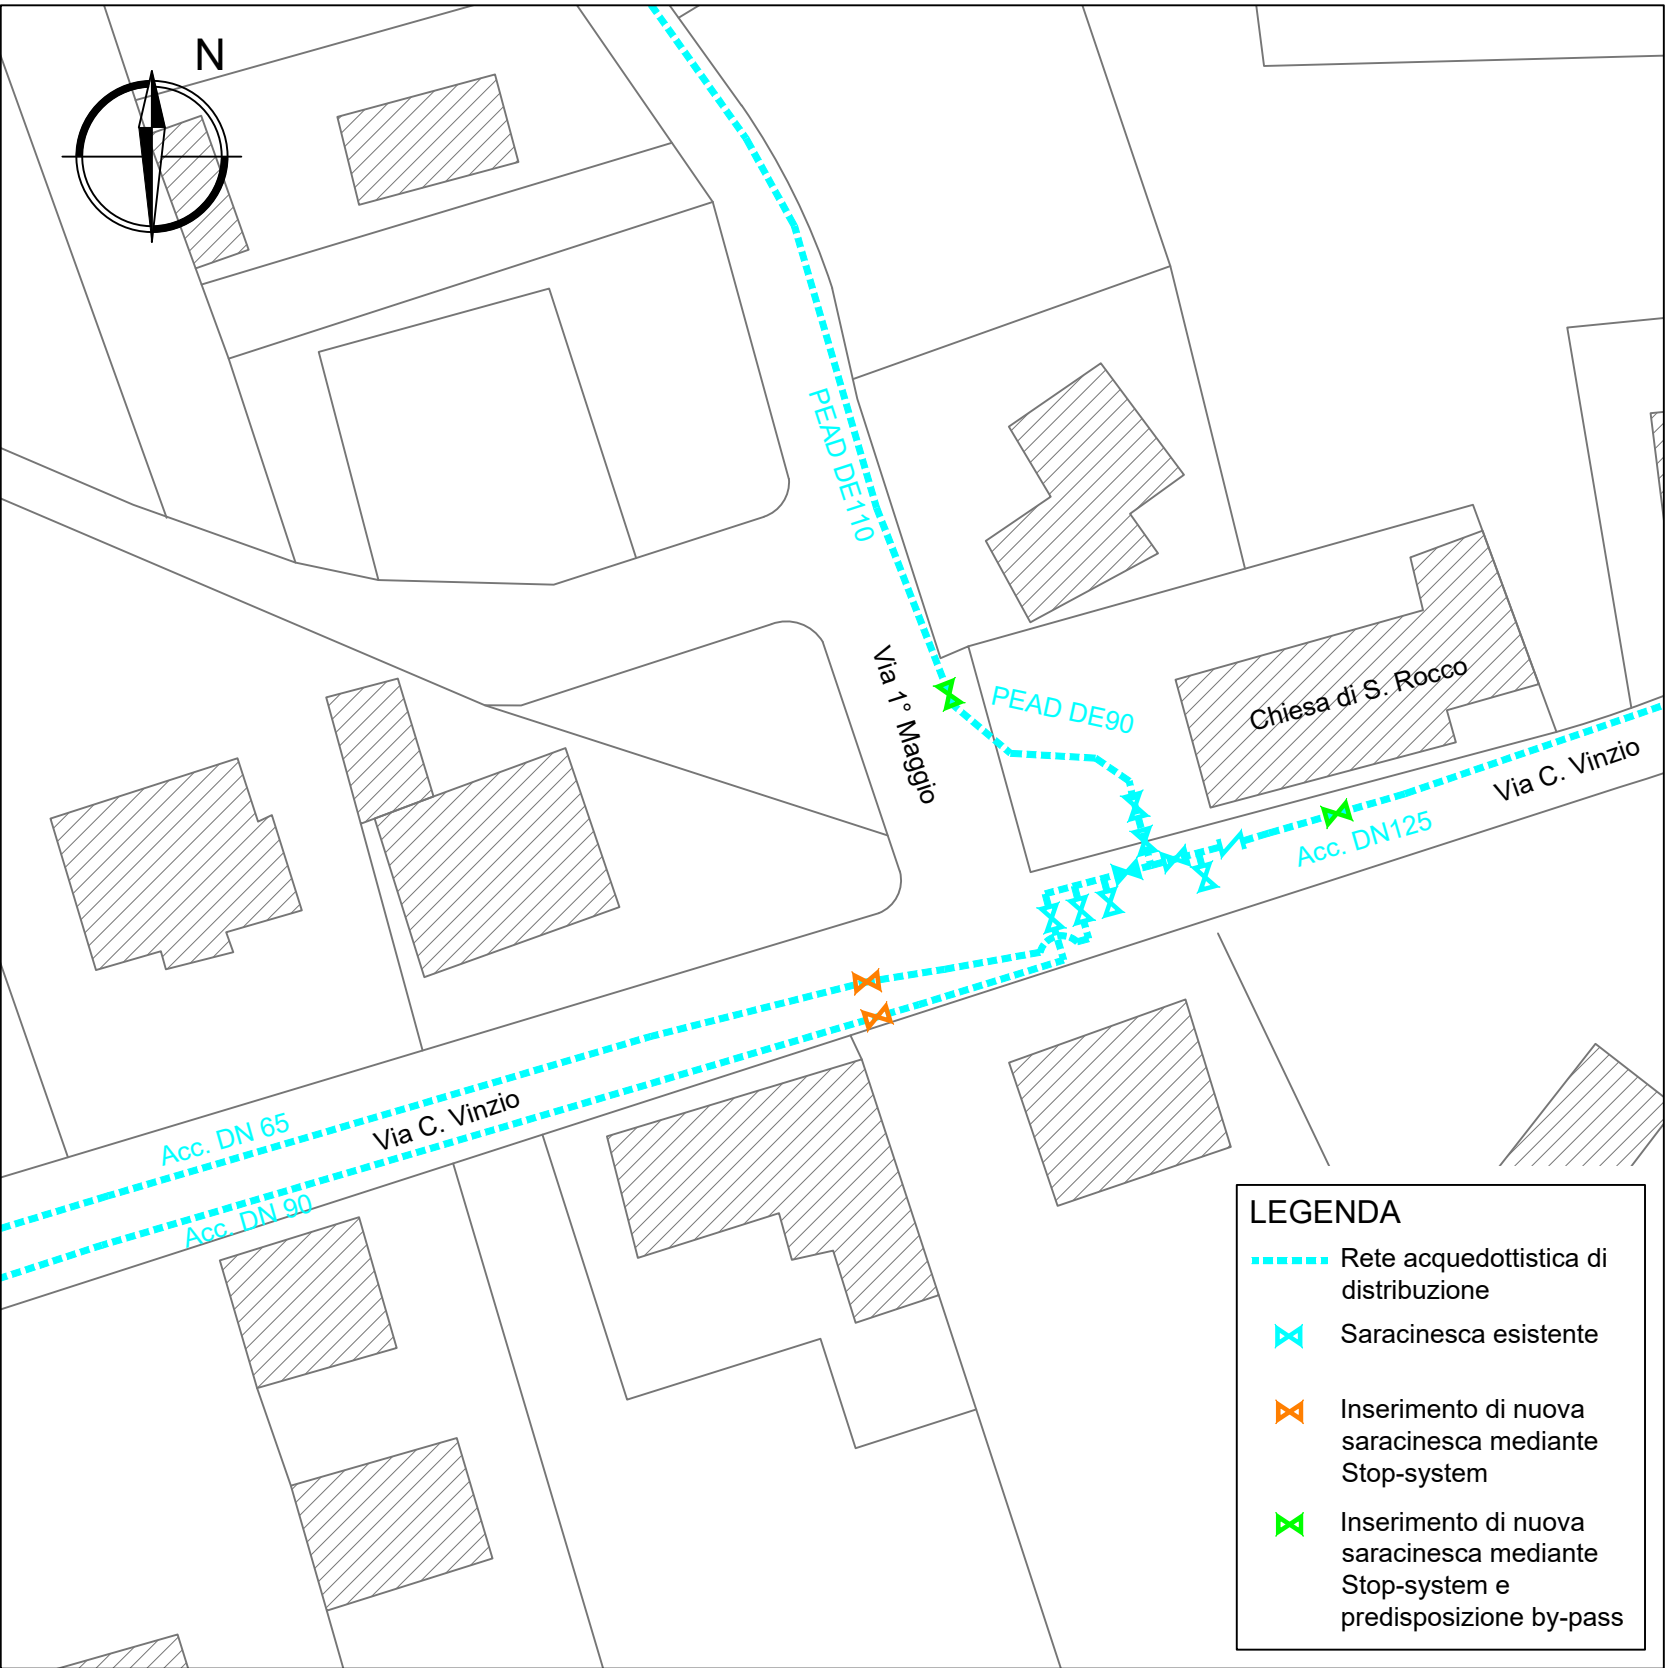 N
PEAD DE110
Via 1° Maggio
PEAD DE90
Chiesa di S. Rocco
Via C. Vinzio
Acc. DN125
Acc. DN 65
Via C. Vinzio
Acc. DN 90
LEGENDA
Rete acquedottistica di
distribuzione
Saracinesca esistente
Inserimento di nuova
saracinesca mediante
Stop-system
Inserimento di nuova
saracinesca mediante
Stop-system e
predisposizione by-pass